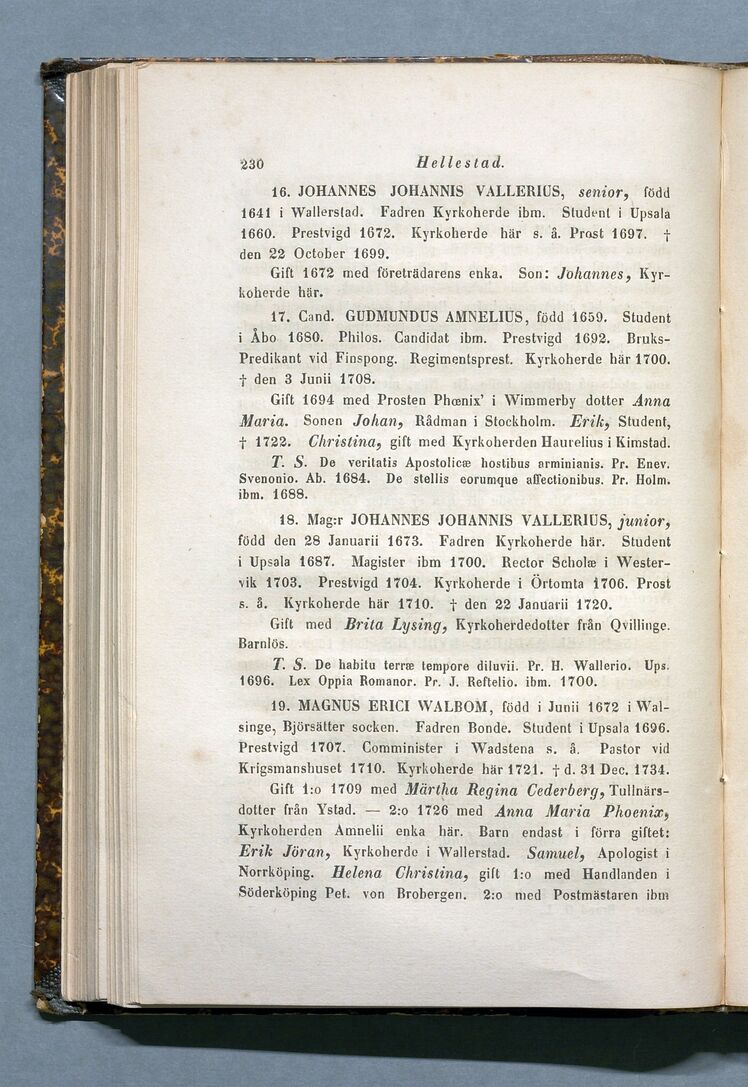 230 Hellestad.
16. JOHANNES JOHANNIS VALLERIUS, senior, född
1641 i Wallerstad. Fadren Kyrkoherde ibm. Student i Upsala
1660. Prestvigd 1672. Kyrkoherde här s. å. Prost 1697. †
den 22 October 1699.
Gift 1672 med företrädarens enka. Son: Johannes, Kyr-
koherde här.
17. Cand. GUDMUNDUS AMNELIUS, född 1659. Student
i Åbo 1680. Philos. Candidat ibm. Prestvigd 1692. Bruks-
Predikant vid Finspong. Regimentsprest. Kyrkoherde här 1700.
† den 3 Junii 1708.
Gift 1694 med Prosten Phœnix' i Wimmerby dotter Anna
Maria. Sonen Johan, Rådman i Stockholm. Erik, Student,
† 1722. Christina, gift med Kyrkoherden Haurelius i Kimstad.
T. S. De veritatis Apostolicæ hostibus arminianis. Pr. Enev.
Svenonio. Ab. 1684. De stellis eorumque affectionibus. Pr. Holm.
ibm. 1688.
18. Mag:r JOHANNES JOHANNIS VALLERIUS, junior,
född den 28 Januarii 1673. Fadren Kyrkoherde här. Student
i Upsala 1687. Magister ibm 1700. Rector Scholæ i Wester-
vik 1703. Prestvigd 1704. Kyrkoherde i Örtomta 1706. Prost
s. å. Kyrkoherde här 1710. † den 22 Januarii 1720.
Gift med Brita Lysing, Kyrkoherdedotter från Qvillinge.
Barnlös.
T. S. De habitu terræ tempore diluvii. Pr. H. Wallerio. Ups.
1696. Lex Oppia Romanor. Pr. J. Reftelio. ibm. 1700.
19. MAGNUS ERICI WALBOM, född i Junii 1672 i Wal-
singe, Björsätter socken. Fadren Bonde. Student i Upsala 1696.
Prestvigd 1707. Comminister i Wadstena s. å. Pastor vid
Krigsmanshuset 1710. Kyrkoherde här 1721. † d. 31 Dec. 1734.
Gift 1:o 1709 med Märtha Regina Cederberg, Tullnärs-
dotter från Ystad. — 2:o 1726 med Anna Maria Phoenix,
Kyrkoherden Amnelii enka här. Barn endast i förra giftet:
Erik Jöran, Kyrkoherde i Wallerstad. Samuel, Apologist i
Norrköping. Helena Christina, gift 1:o med Handlanden i
Söderköping Pet. von Brobergen. 2:o med Postmästaren ibm